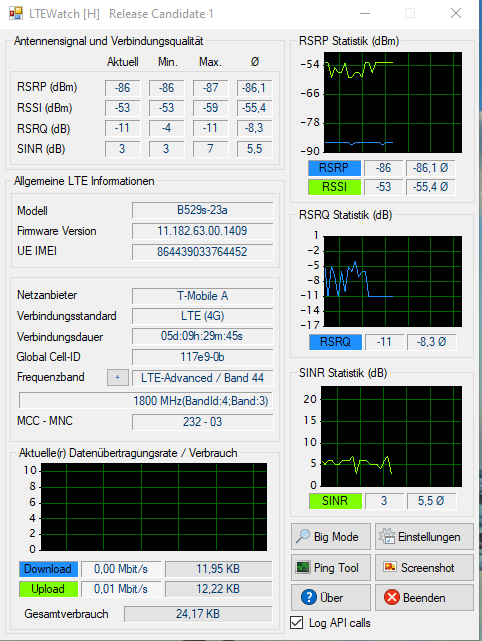 LTEWatch [H] Release Candidate 1
Antennensignal und Verbindungsqualität
Aktuell Min. Max. Ø
RSRP (dBm) -86 -86 -87 -86,1
RSSI (dBm) -53 -53 -59 -55,4
RSRQ (dB) -11 -4 -11 -8,3
SINR (dB) 3 3 7 5,5
Allgemeine LTE Informationen
Modell B529s-23a
Firmware Version 11.182.63.00.1409
UE IMEI 864439033764452
Netzanbieter T-Mobile A
Verbindungsstandard LTE (4G)
Verbindungsdauer 05d:09h:29m:45s
Global Cell-ID 117e9-0b
Frequenzband + LTE-Advanced / Band 44
1800 MHz(BandId:4;Band:3)
MCC - MNC 232 - 03
Aktuelle(r) Datenübertragungsrate / Verbrauch
10
8
6
4
2
0
Download 0,00 Mbit/s 11,95 KB
Upload 0,01 Mbit/s 12,22 KB
Gesamtverbrauch 24,17 KB
RSRP Statistik (dBm)
-54
-66
-78
-90
RSRP -86 -86,1 Ø
RSSI -53 -55,4 Ø
RSRQ Statistik (dB)
1
-2
-5
-8
-11
-14
-17
RSRQ -11 -8,3 Ø
SINR Statistik (dB)
20
15
10
5
0
SINR 3 5,5 Ø
Big Mode Einstellungen
Ping Tool Screenshot
Über Beenden
Log API calls